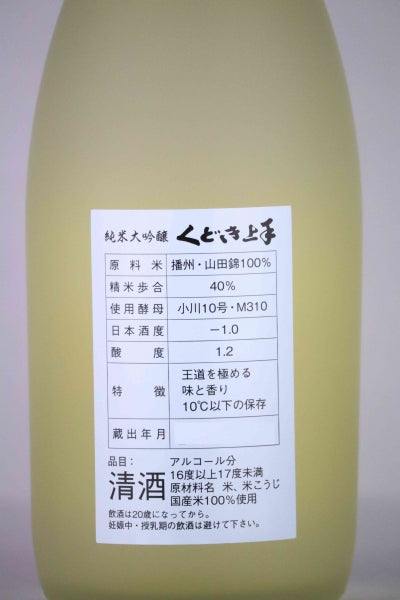 純米大吟醸 くどき上手
原料米 播州・山田錦100%
精米歩合 40%
使用酵母 小川10号・M310
日本酒度 −1.0
酸度 1.2
特徴 王道を極める
味と香り
10℃以下の保存
蔵出年月
品目: アルコール分
清酒 16度以上17度未満
原材料名 米、米こうじ
国産米100%使用
飲酒は20歳になってから。
妊娠中・授乳期の飲酒は避けて下さい。